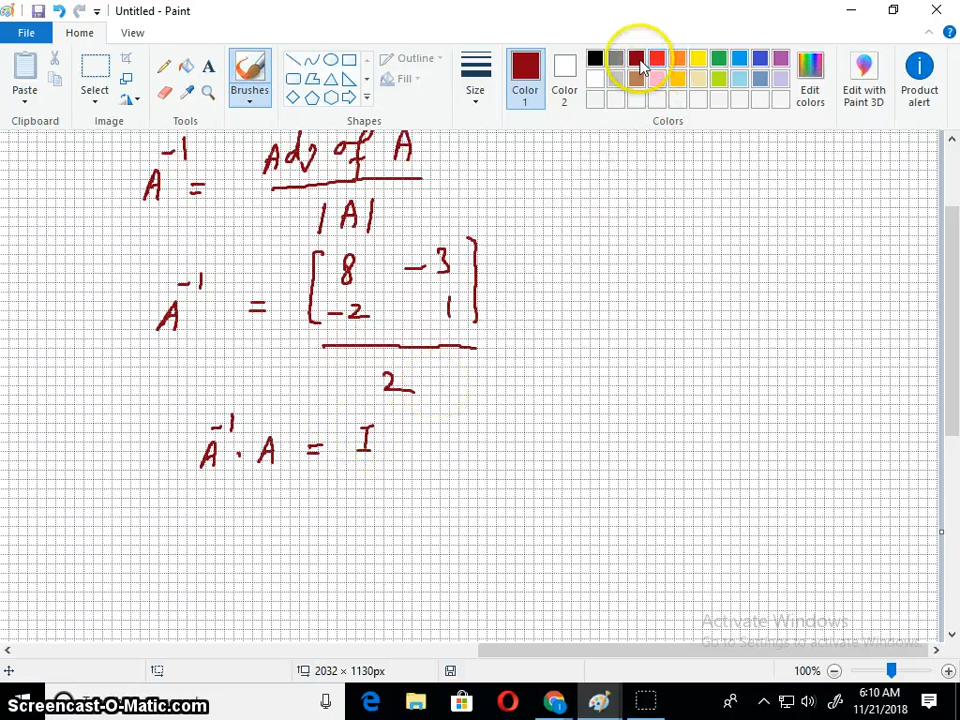 Untitled - Paint
File Home View
Paste
Select
Brushes
Outline
Fill
Size
Color 1
Color 2
Edit colors
Edit with Paint 3D
Product alert
Clipboard Image Tools Shapes Colors
A⁻¹ = Adv of A
|A|
A⁻¹ = [ 8 -3
-2 1 ]
2
A⁻¹ . A = I
Activate Windows
Go to Settings to activate Windows.
2032 × 1130px 100%
Screencast-O-Matic.com
6:10 AM
11/21/2018